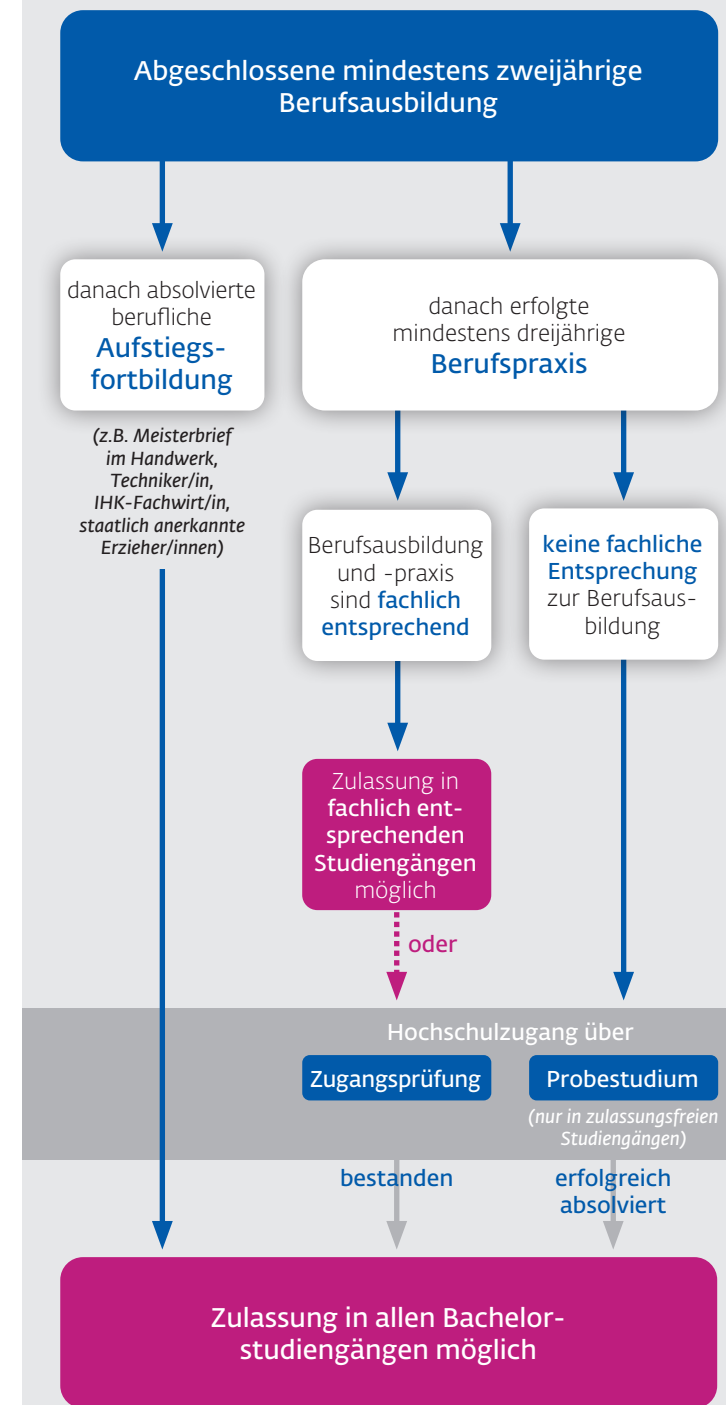 Abgeschlossene mindestens zweijährige
Berufsausbildung
danach absolvierte
berufliche
Aufstiegs-
fortbildung
(z.B. Meisterbrief
im Handwerk,
Techniker/in,
IHK-Fachwirt/in,
staatlich anerkannte
Erzieher/innen)
danach erfolgte
mindestens dreijährige
Berufspraxis
Berufsausbildung
und -praxis
sind fachlich
entsprechend
keine fachliche
Entsprechung
zur Berufsaus-
bildung
Zulassung in
fachlich ent-
sprechenden
Studiengängen
möglich
oder
Hochschulzugang über
Zugangsprüfung
Probestudium
(nur in zulassungsfreien
Studiengängen)
bestanden
erfolgreich
absolviert
Zulassung in allen Bachelor-
studiengängen möglich